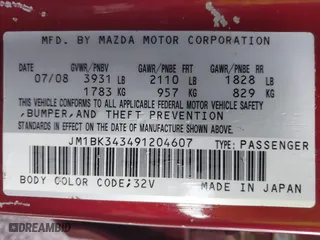 MFD. BY MAZDA MOTOR CORPORATION
DATE GVWR/PNBV GAWR/PNBE FR GAWR/PNBE RR
07/08 3931 LB 2110 LB 1828 LB
1783 KG 957 KG 829 KG
THIS VEHICLE CONFORMS TO ALL
APPLICABLE FEDERAL MOTOR VEHICLE SAFETY
,BUMPER,AND THEFT PREVENTION
STANDARDS IN EFFECT ON THE DATE OF
MANUFACTURE SHOWN ABOVE.
JM1BK343491204607 TYPE: PASSENGER
BODY COLOR CODE;32V MADE IN JAPAN
DREAMBID